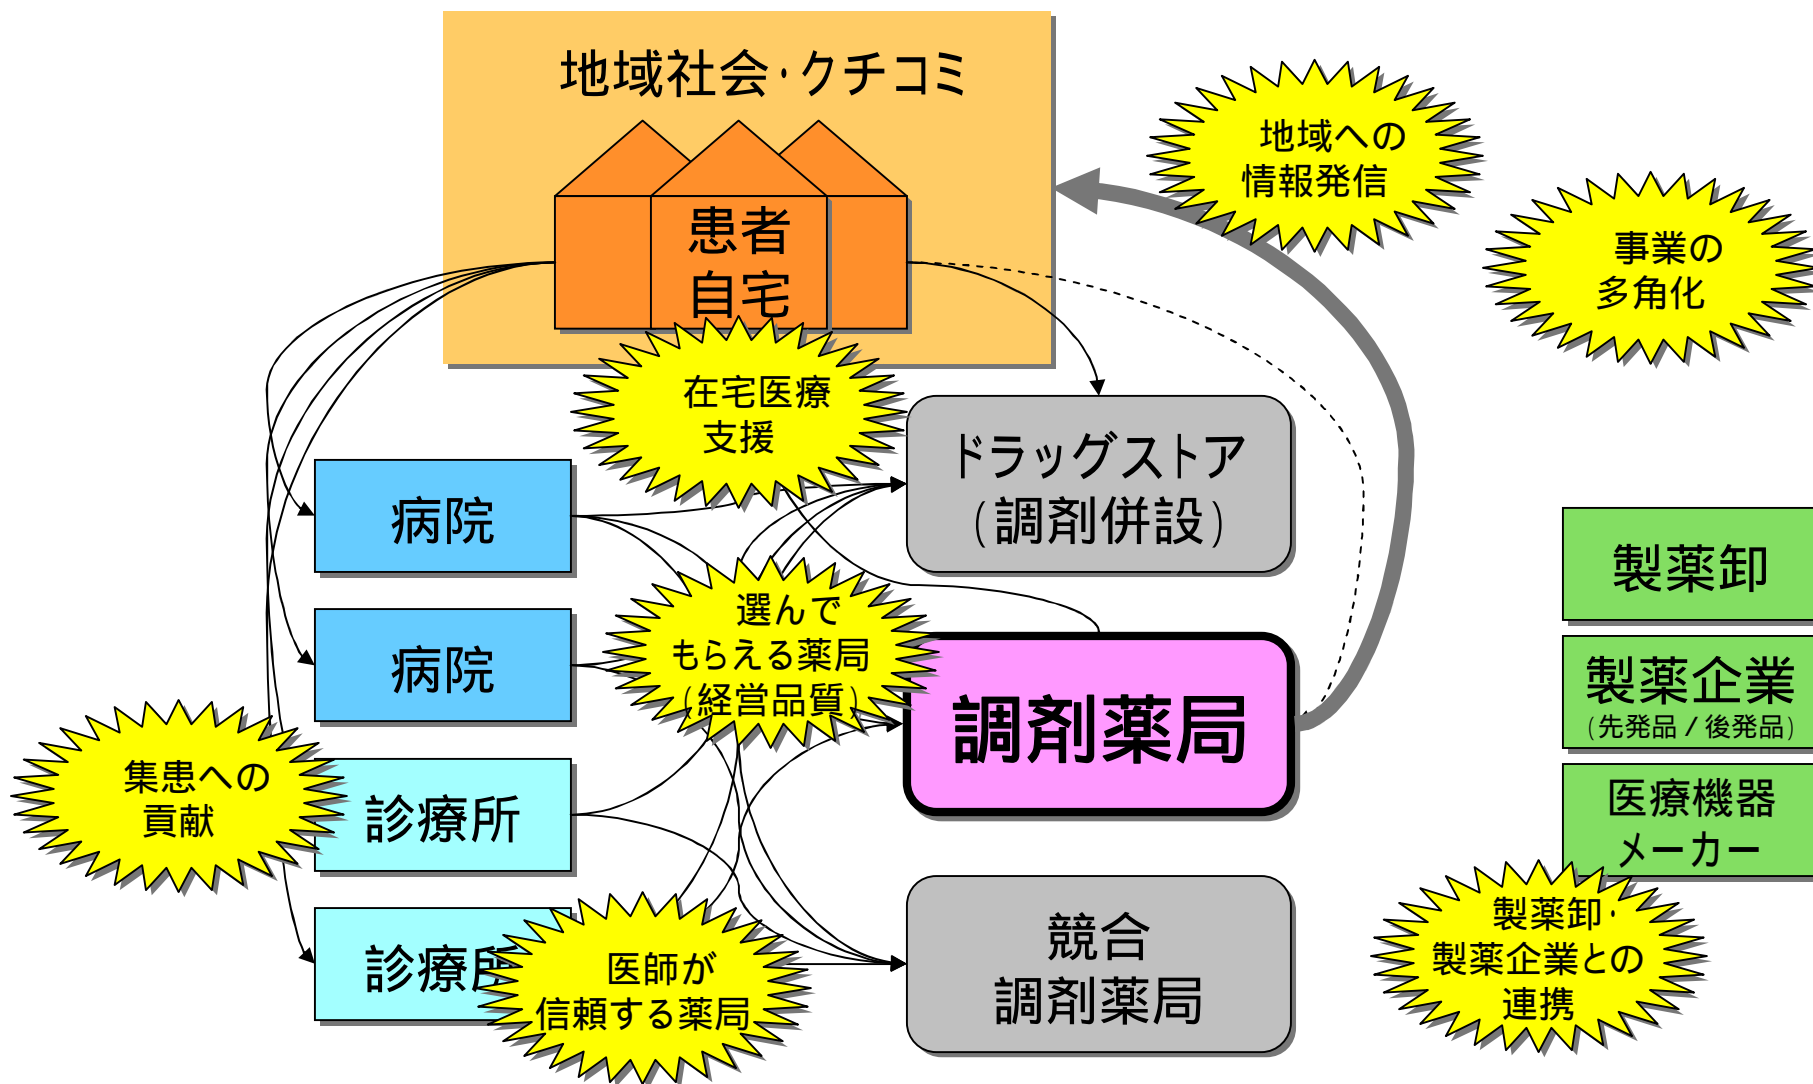 地域社会・クチコミ
患者
自宅
地域への
情報発信
事業の
多角化
在宅医療
支援
ドラッグストア
(調剤併設)
病院
病院
選んで
もらえる薬局
(経営品質)
調剤薬局
集患への
貢献
診療所
診療所
医師が
信頼する薬局
競合
調剤薬局
製薬卸
製薬企業
(先発品/後発品)
医療機器
メーカー
製薬卸・
製薬企業との
連携